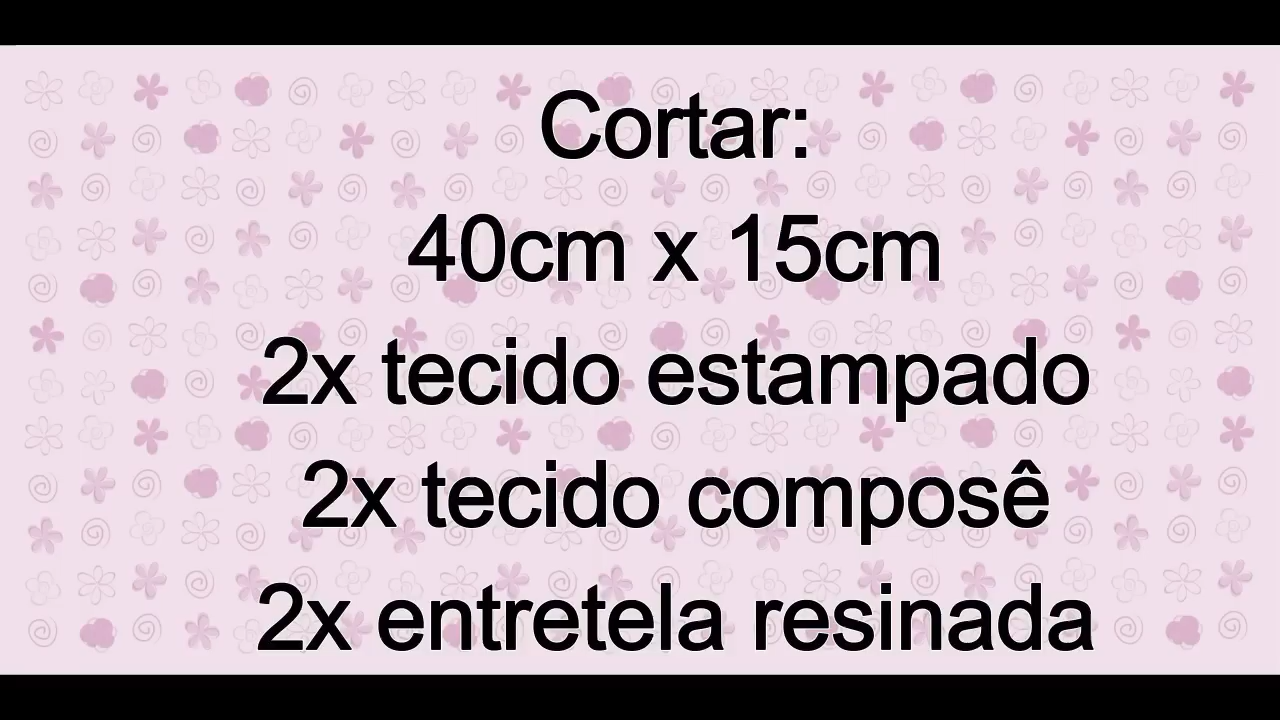 Cortar:
40cm x 15cm
2x tecido estampado
2x tecido composê
2x entretela resinada